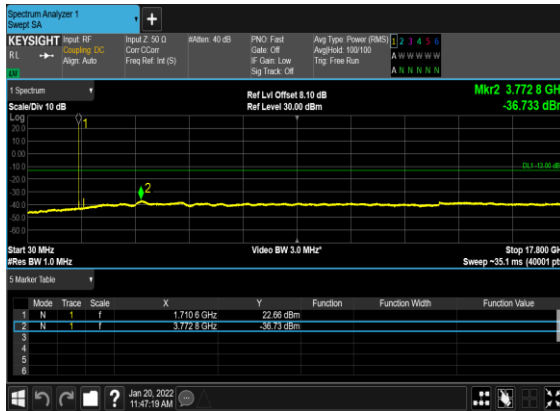 Spectrum Analyzer 1
Swept SA
KEYSIGHT Input: RF Input Z: 50 Ω #Atten: 40 dB PNO: Fast Avg Type: Power (RMS) 1 2 3 4 5 6
RL Coupling: DC Corr CCorr Gate: Off Avg|Hold: 100/100 A W W W W W
Align: Auto Freq Ref: Int (S) IF Gain: Low Trig: Free Run
Sig Track: Off A N N N N N
1 Spectrum Ref Lvl Offset 8.10 dB Mkr2 3.772 8 GH
Scale/Div 10 dB Ref Level 30.00 dBm -36.733 dB
Log
20.0 1
10.0
0.00
-10.0 DL1 -13.00 dB
-20.0
-30.0 2
-40.0
-50.0
-60.0
Start 30 MHz Video BW 3.0 MHz* Stop 17.800 GH
#Res BW 1.0 MHz Sweep ~35.1 ms (40001 pt
5 Marker Table
Mode Trace Scale X Y Function Function Width Function Value
1 N 1 f 1.710 6 GHz 22.66 dBm
2 N 1 f 3.772 8 GHz -36.73 dBm
3
4
5
6
? Jan 20, 2022
11:47:19 AM